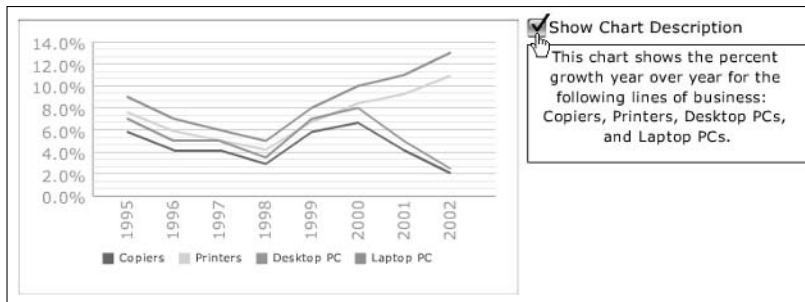 14.0%
12.0%
10.0%
8.0%
6.0%
4.0%
2.0%
0.0%
1995
1996
1997
1998
1999
2000
2001
2002
Copiers Printers Desktop PC Laptop PC
Show Chart Description
This chart shows the percent
growth year over year for the
following lines of business:
Copiers, Printers, Desktop PCs,
and Laptop PCs.